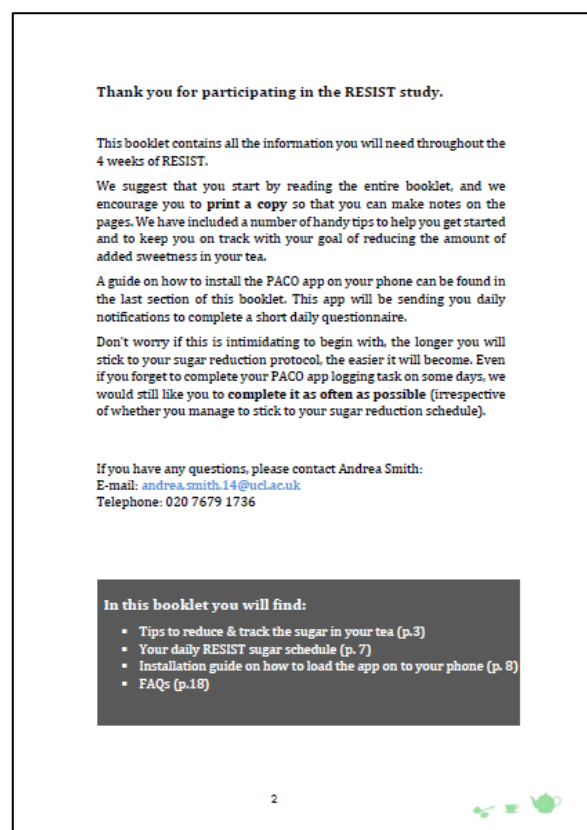 Thank you for participating in the RESIST study.
This booklet contains all the information you will need throughout the
4 weeks of RESIST.
We suggest that you start by reading the entire booklet, and we
encourage you to print a copy so that you can make notes on the
pages. We have included a number of handy tips to help you get started
and to keep you on track with your goal of reducing the amount of
added sweetness in your tea.
A guide on how to install the PACO app on your phone can be found in
the last section of this booklet. This app will be sending you daily
notifications to complete a short daily questionnaire.
Don't worry if this is intimidating to begin with, the longer you will
stick to your sugar reduction protocol, the easier it will become. Even
if you forget to complete your PACO app logging task on some days, we
would still like you to complete it as often as possible (irrespective
of whether you manage to stick to your sugar reduction schedule).
If you have any questions, please contact Andrea Smith:
E-mail: andrea.smith.14@ucl.ac.uk
Telephone: 020 7679 1736
In this booklet you will find:
▪ Tips to reduce & track the sugar in your tea (p.3)
▪ Your daily RESIST sugar schedule (p. 7)
▪ Installation guide on how to load the app on to your phone (p. 8)
▪ FAQs (p.18)
2